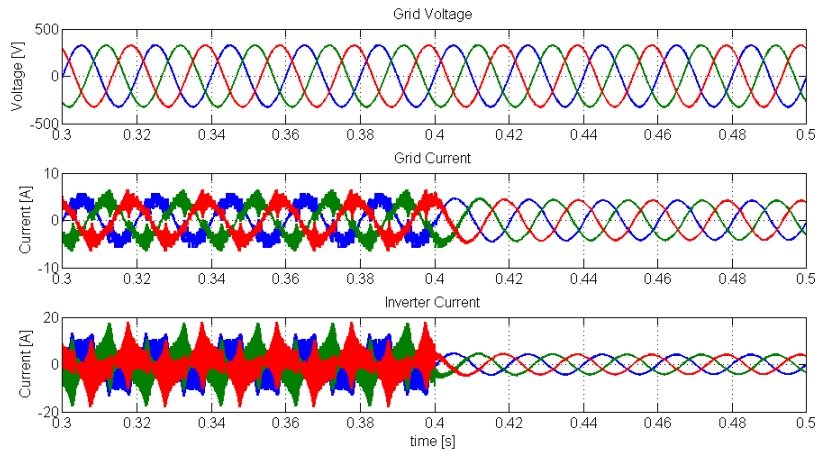 Grid Voltage
Voltage [V]
500
0
-500
0.3 0.32 0.34 0.36 0.38 0.4 0.42 0.44 0.46 0.48 0.5
Grid Current
Current [A]
10
0
-10
0.3 0.32 0.34 0.36 0.38 0.4 0.42 0.44 0.46 0.48 0.5
Inverter Current
Current [A]
20
0
-20
0.3 0.32 0.34 0.36 0.38 0.4 0.42 0.44 0.46 0.48 0.5
time [s]